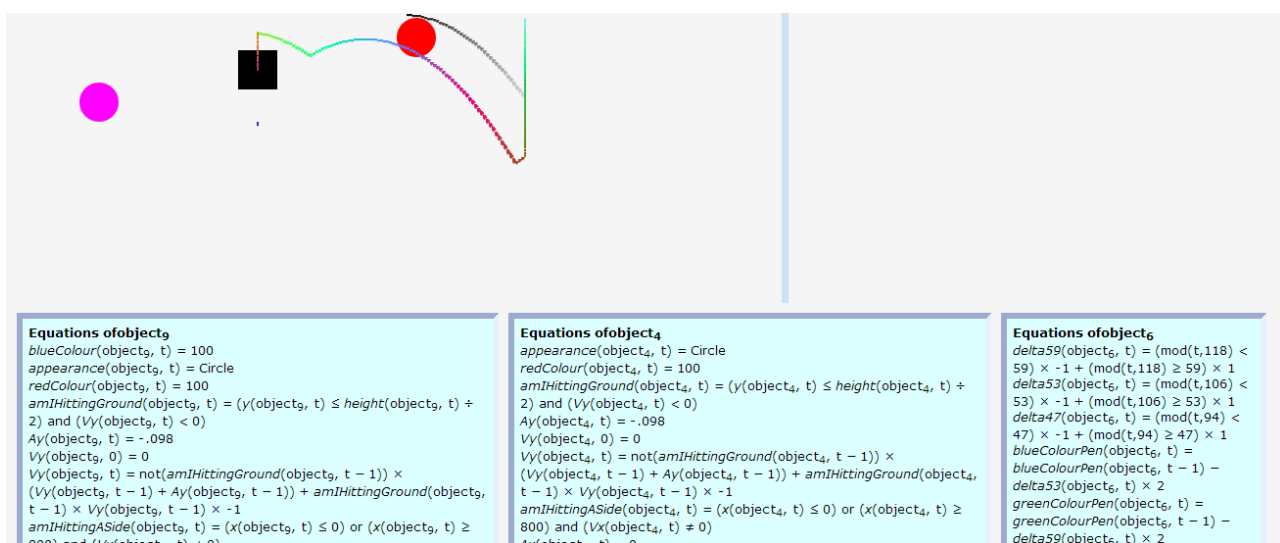 Equations ofobject9
blueColour(object9, t) = 100
appearance(object9, t) = Circle
redColour(object9, t) = 100
amIHittingGround(object9, t) = (y(object9, t) ≤ height(object9, t) ÷
2) and (Vy(object9, t) < 0)
Ay(object9, t) = -.098
Vy(object9, 0) = 0
Vy(object9, t) = not(amIHittingGround(object9, t − 1)) ×
(Vy(object9, t − 1) + Ay(object9, t − 1)) + amIHittingGround(object9,
t − 1) × Vy(object9, t − 1) × -1
amIHittingASide(object9, t) = (x(object9, t) ≤ 0) or (x(object9, t) ≥
Equations ofobject4
appearance(object4, t) = Circle
redColour(object4, t) = 100
amIHittingGround(object4, t) = (y(object4, t) ≤ height(object4, t) ÷
2) and (Vy(object4, t) < 0)
Ay(object4, t) = -.098
Vy(object4, 0) = 0
Vy(object4, t) = not(amIHittingGround(object4, t − 1)) ×
(Vy(object4, t − 1) + Ay(object4, t − 1)) + amIHittingGround(object4,
t − 1) × Vy(object4, t − 1) × -1
amIHittingASide(object4, t) = (x(object4, t) ≤ 0) or (x(object4, t) ≥
800) and (Vx(object4, t) ≠ 0)
Equations ofobject6
delta59(object6, t) = (mod(t,118) <
59) × -1 + (mod(t,118) ≥ 59) × 1
delta53(object6, t) = (mod(t,106) <
53) × -1 + (mod(t,106) ≥ 53) × 1
delta47(object6, t) = (mod(t,94) <
47) × -1 + (mod(t,94) ≥ 47) × 1
blueColourPen(object6, t) =
blueColourPen(object6, t − 1) −
delta53(object6, t) × 2
greenColourPen(object6, t) =
greenColourPen(object6, t − 1) −
delta59(object6, t) × 2